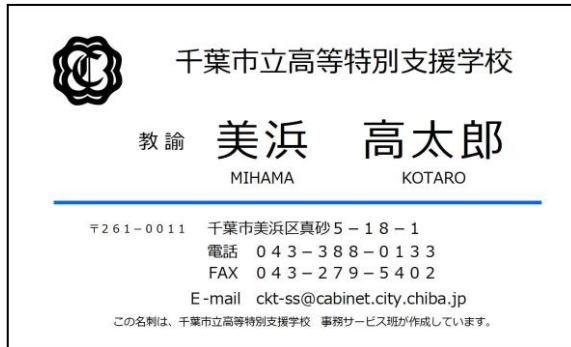 千葉市立高等特別支援学校
教諭 美浜 高太郎
MIHAMA KOTARO
〒261-0011 千葉市美浜区真砂5-18-1
電話 043-388-0133
FAX 043-279-5402
E-mail ckt-ss@cabinet.city.chiba.jp
この名刺は、千葉市立高等特別支援学校 事務サービス班が作成しています。